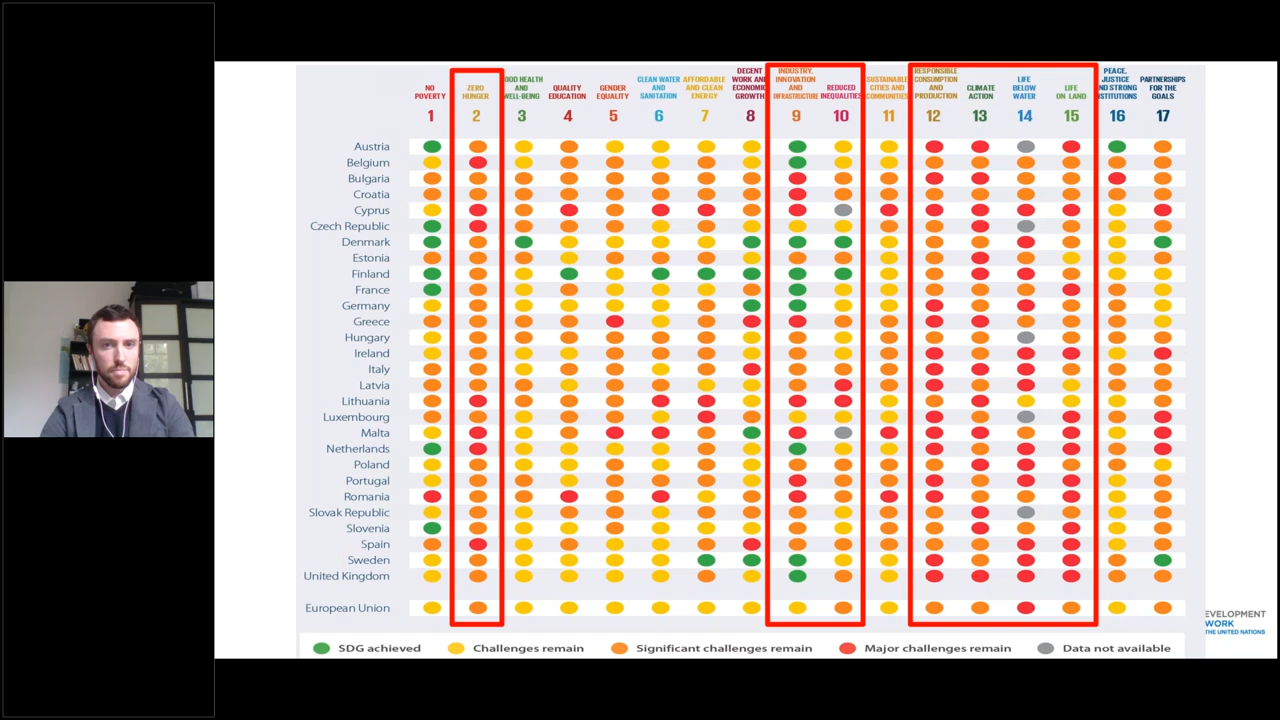 NO
POVERTY
1
ZERO
HUNGER
2
OOD HEALTH
AND
WELL-BEING
3
QUALITY
EDUCATION
4
GENDER
EQUALITY
5
CLEAN WATER
AND
SANITATION
6
AFFORDABLE
AND CLEAN
ENERGY
7
DECENT
WORK AND
ECONOMIC
GROWTH
8
INDUSTRY,
INNOVATION
AND
INFRASTRUCTURE
9
REDUCED
INEQUALITIES
10
SUSTAINABLE
CITIES AND
COMMUNITIES
11
RESPONSIBLE
CONSUMPTION
AND
PRODUCTION
12
CLIMATE
ACTION
13
LIFE
BELOW
WATER
14
LIFE
ON LAND
15
PEACE,
JUSTICE
AND STRONG
NSTITUTIONS
16
PARTNERSHIPS
FOR THE
GOALS
17
Austria
Belgium
Bulgaria
Croatia
Cyprus
Czech Republic
Denmark
Estonia
Finland
France
Germany
Greece
Hungary
Ireland
Italy
Latvia
Lithuania
Luxembourg
Malta
Netherlands
Poland
Portugal
Romania
Slovak Republic
Slovenia
Spain
Sweden
United Kingdom
European Union
SDG achieved
Challenges remain
Significant challenges remain
Major challenges remain
Data not available
EVELOPMENT
WORK
THE UNITED NATIONS